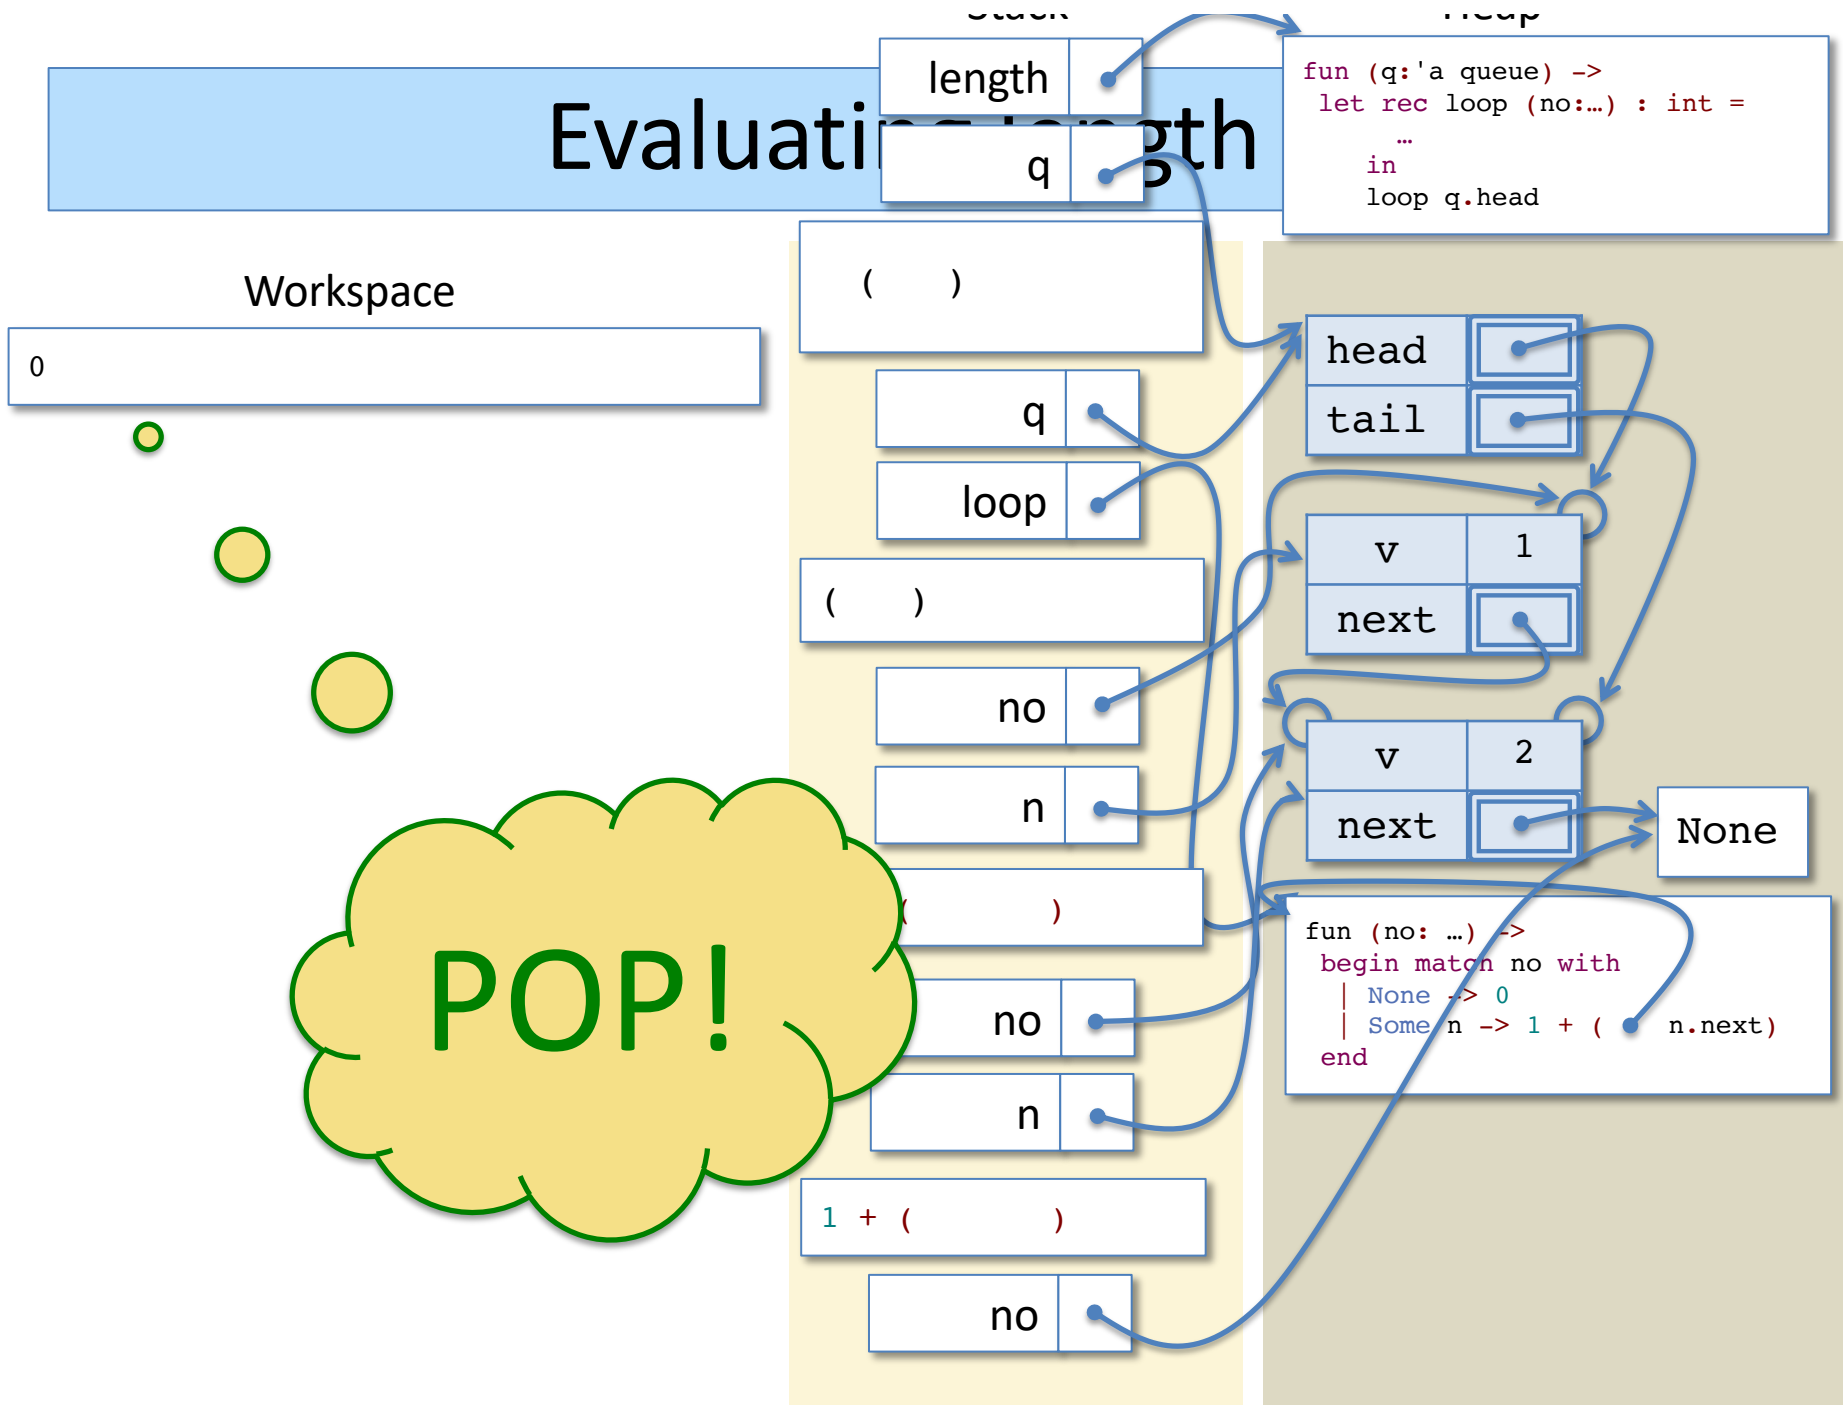 Stack
Heap
Evaluating length
length
q
fun (q:'a queue) ->
let rec loop (no:…) : int =
…
in
loop q.head
Workspace
0
( )
q
loop
( )
no
n
( )
no
n
1 + ( )
no
POP!
head
tail
v 1
next
v 2
next
None
fun (no: …) ->
begin match no with
| None -> 0
| Some n -> 1 + ( n.next)
end